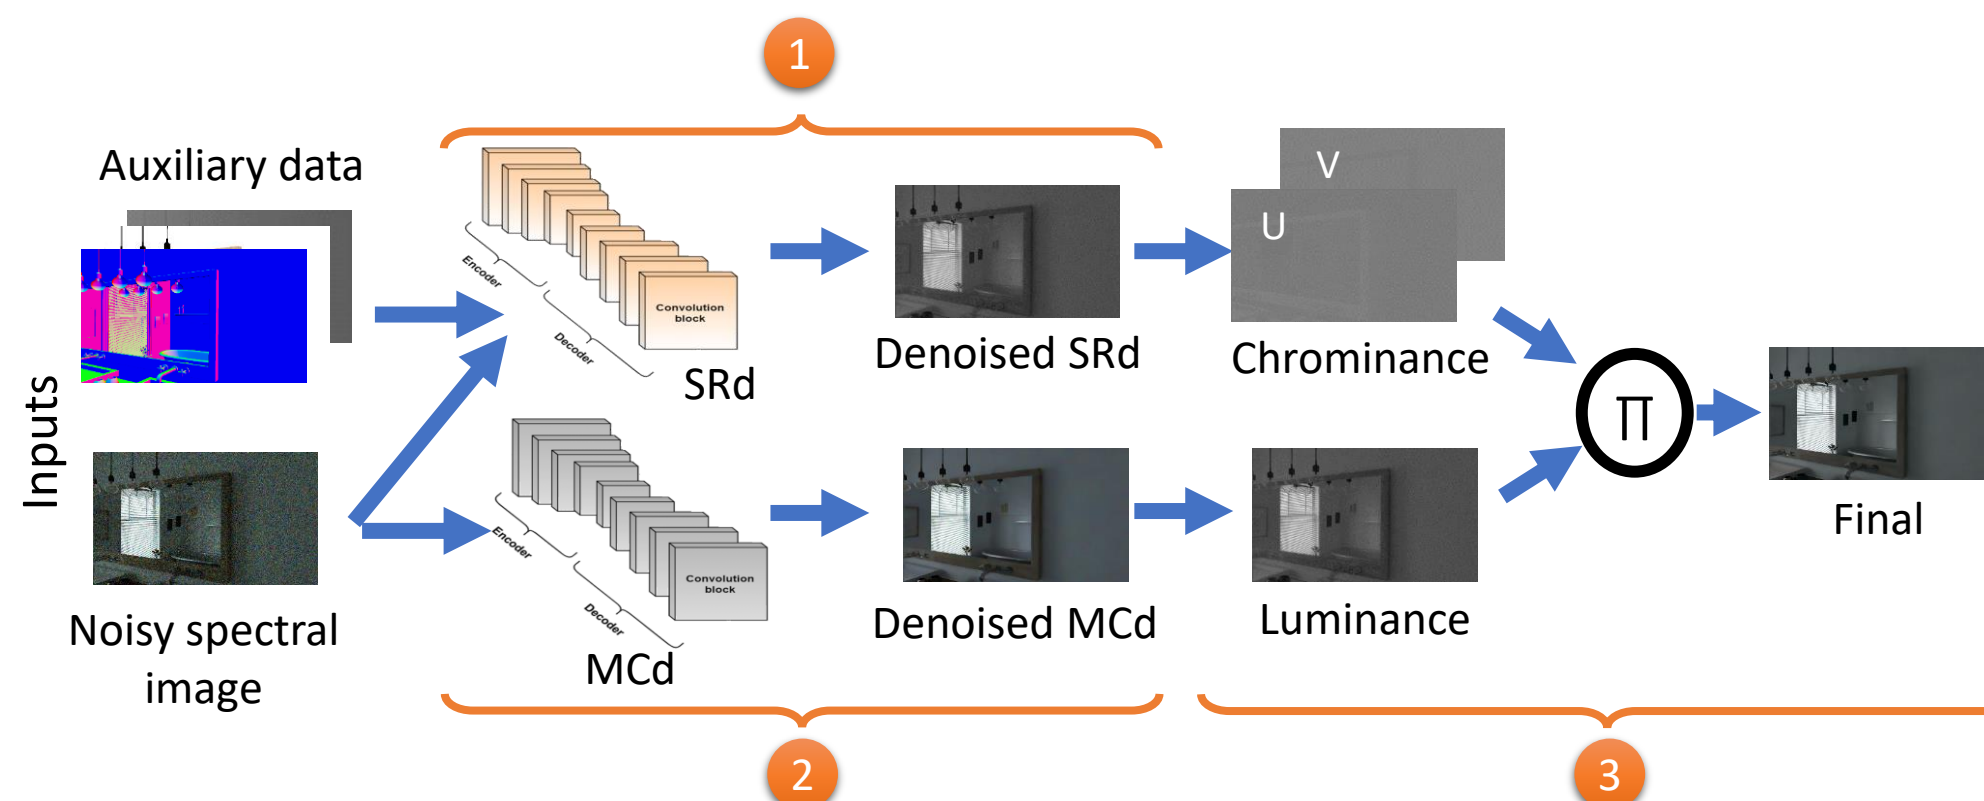 1
Auxiliary data
Inputs
Noisy spectral
image
Encoder
Decoder
Convolution
block
SRd
Encoder
Decoder
Convolution
block
MCd
Denoised SRd
Denoised MCd
V
U
Chrominance
Luminance
∏
Final
2
3